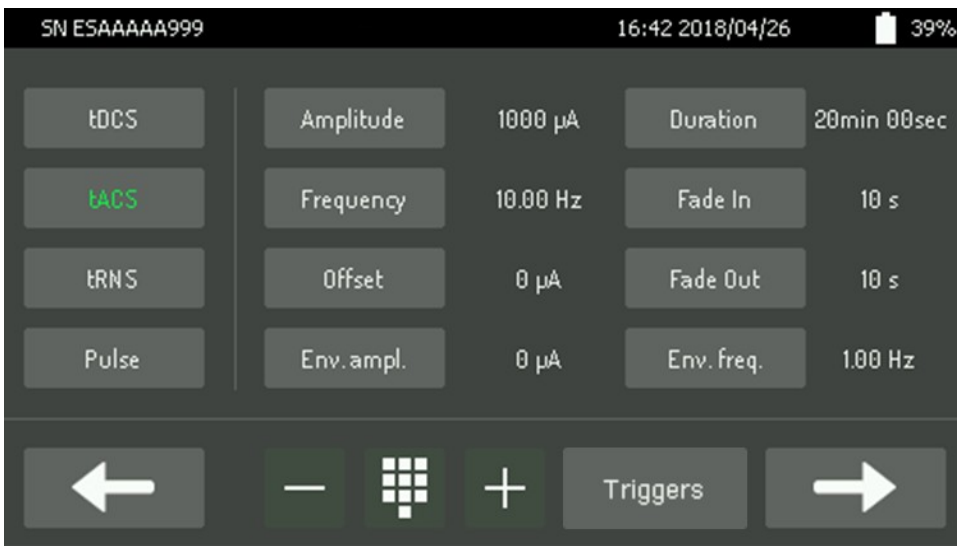 SN ESAAAAA999 16:42 2018/04/26 39%
tDCS Amplitude 1000 µA Duration 20min 00sec
tACS Frequency 10.00 Hz Fade In 10 s
tRNS Offset 0 µA Fade Out 10 s
Pulse Env. ampl. 0 µA Env. freq. 1.00 Hz
Triggers